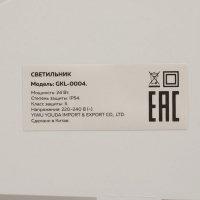 СВЕТИЛЬНИК
Модель: GKL-0004.
Мощность: 24 Вт.
Степень защиты: IP54
Класс защиты: II
Напряжение: 220-240 В (~)
YIWU YOUDA IMPORT & EXPORT CO., LTD.
Сделано в Китае.
EAC